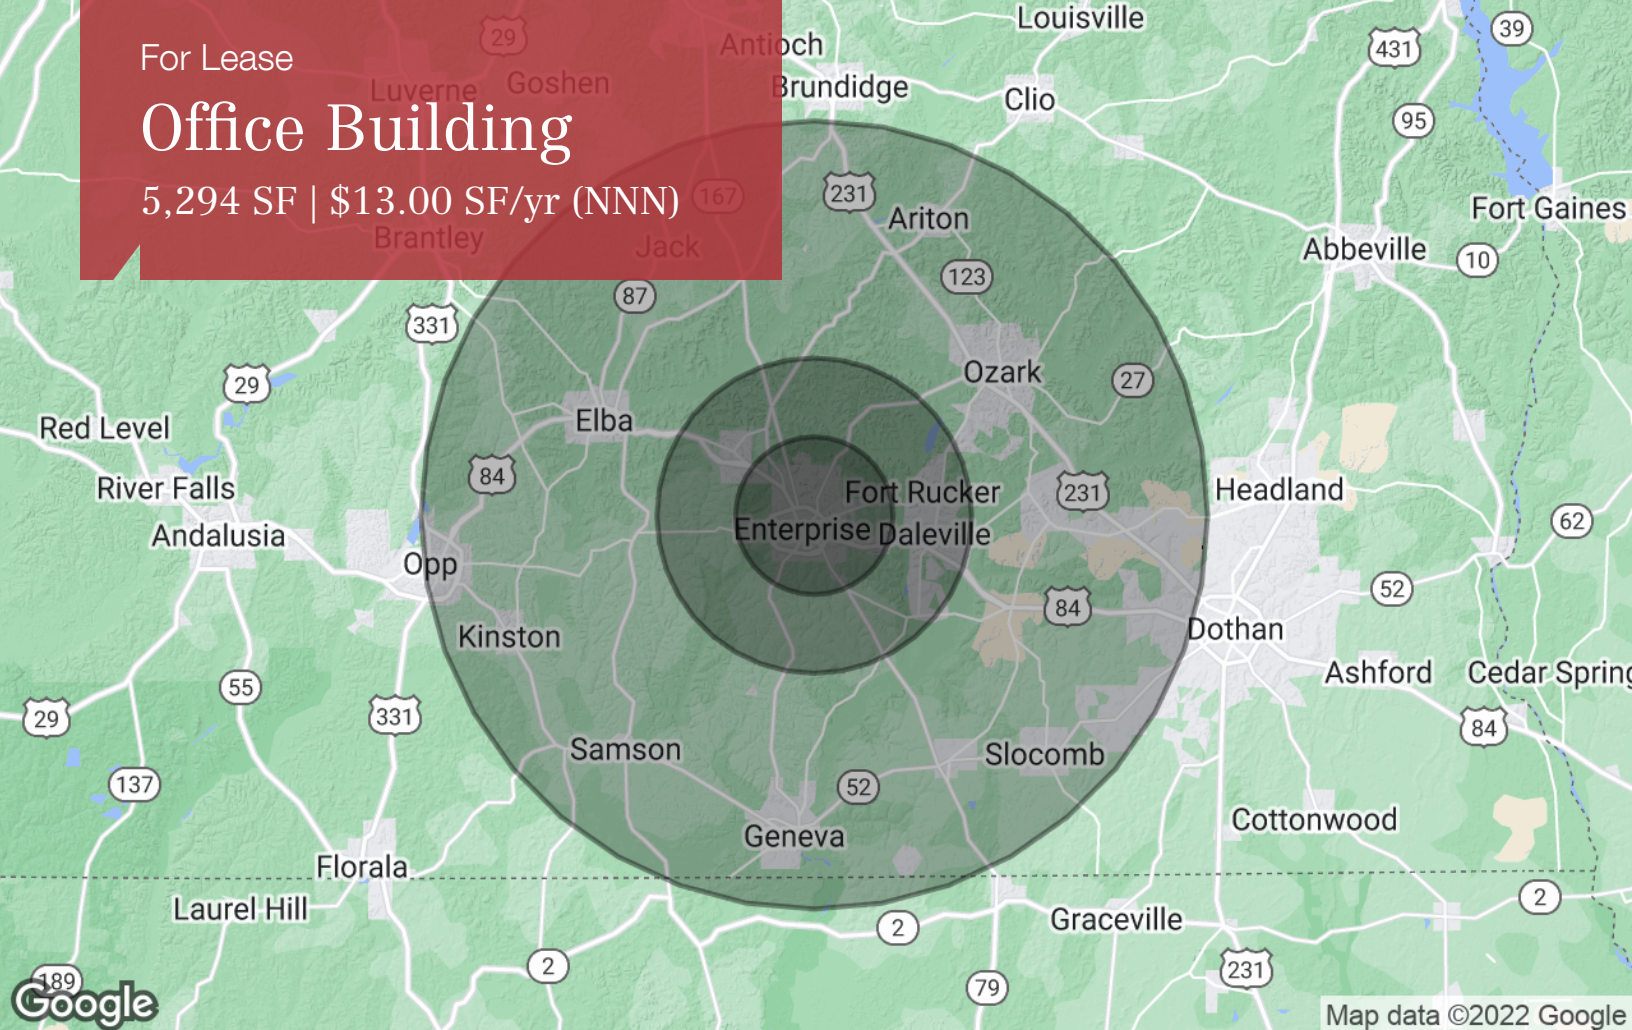 For Lease
Office Building
5,294 SF | $13.00 SF/yr (NNN)
Louisville
39
29
Antioch
431
Luverne
Goshen
Brundidge
Clio
95
167
231
Ariton
Fort Gaines
Brantley
Jack
Abbeville
10
123
87
331
29
Ozark
27
Red Level
Elba
84
River Falls
Fort Rucker
231
Headland
Andalusia
Enterprise
Daleville
62
Opp
52
84
Kinston
Dothan
Ashford
Cedar Spring
55
29
331
84
Samson
Slocomb
137
52
Geneva
Cottonwood
Florala
2
Laurel Hill
2
Graceville
2
231
189
79
Google
Map data ©2022 Google